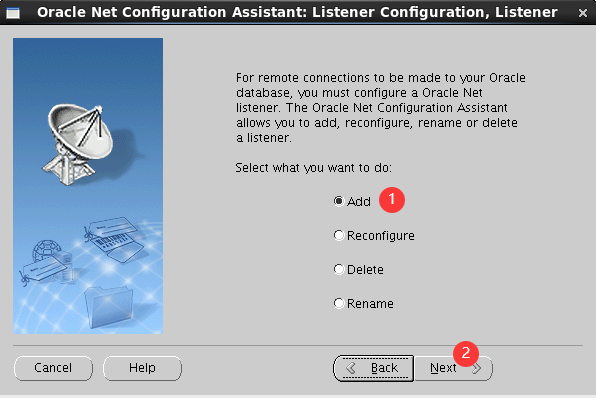 Oracle Net Configuration Assistant: Listener Configuration, Listener
For remote connections to be made to your Oracle
database, you must configure a Oracle Net
listener. The Oracle Net Configuration Assistant
allows you to add, reconfigure, rename or delete
a listener.
Select what you want to do:
Add 1
Reconfigure
Delete
Rename
2
Cancel Help Back Next